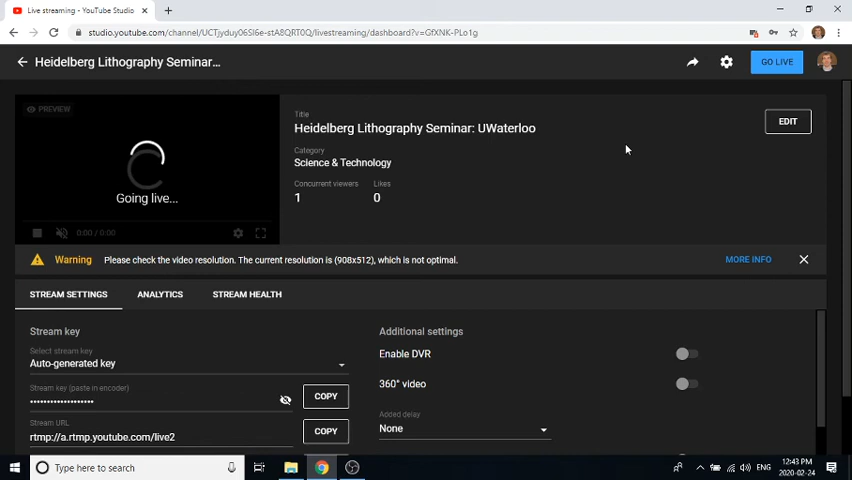 Live streaming - YouTube Studio
studio.youtube.com/channel/UCTjyduy06Sl6e-stA8QRT0Q/livestreaming/dashboard?v=GfXNK-PLo1g
Heidelberg Lithography Seminar...
GO LIVE
PREVIEW
Going live...
0:00 / 0:00
Title
Heidelberg Lithography Seminar: UWaterloo
EDIT
Category
Science & Technology
Concurrent viewers Likes
1 0
Warning Please check the video resolution. The current resolution is (908x512), which is not optimal. MORE INFO
STREAM SETTINGS ANALYTICS STREAM HEALTH
Stream key
Select stream key
Auto-generated key
Stream key (paste in encoder)
••••••••••••••••••• COPY
Stream URL
rtmp://a.rtmp.youtube.com/live2 COPY
Additional settings
Enable DVR
360° video
Added delay
None
Type here to search
ENG
12:43 PM
2020-02-24